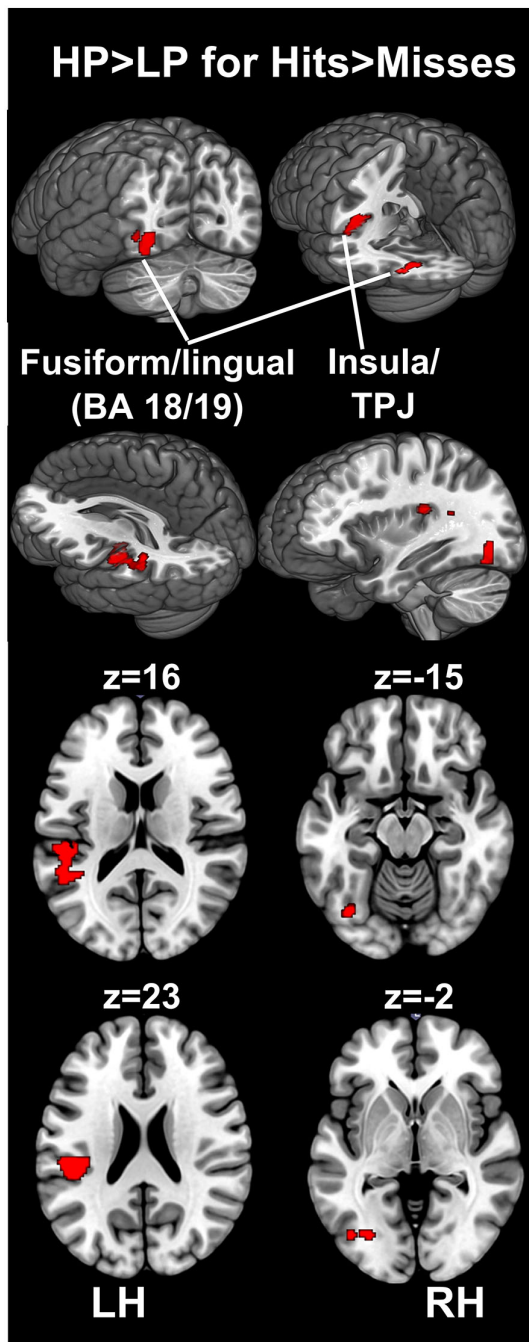 HP>LP for Hits>Misses
Fusiform/lingual
(BA 18/19)
Insula/
TPJ
z=16
z=-15
z=23
z=-2
LH
RH